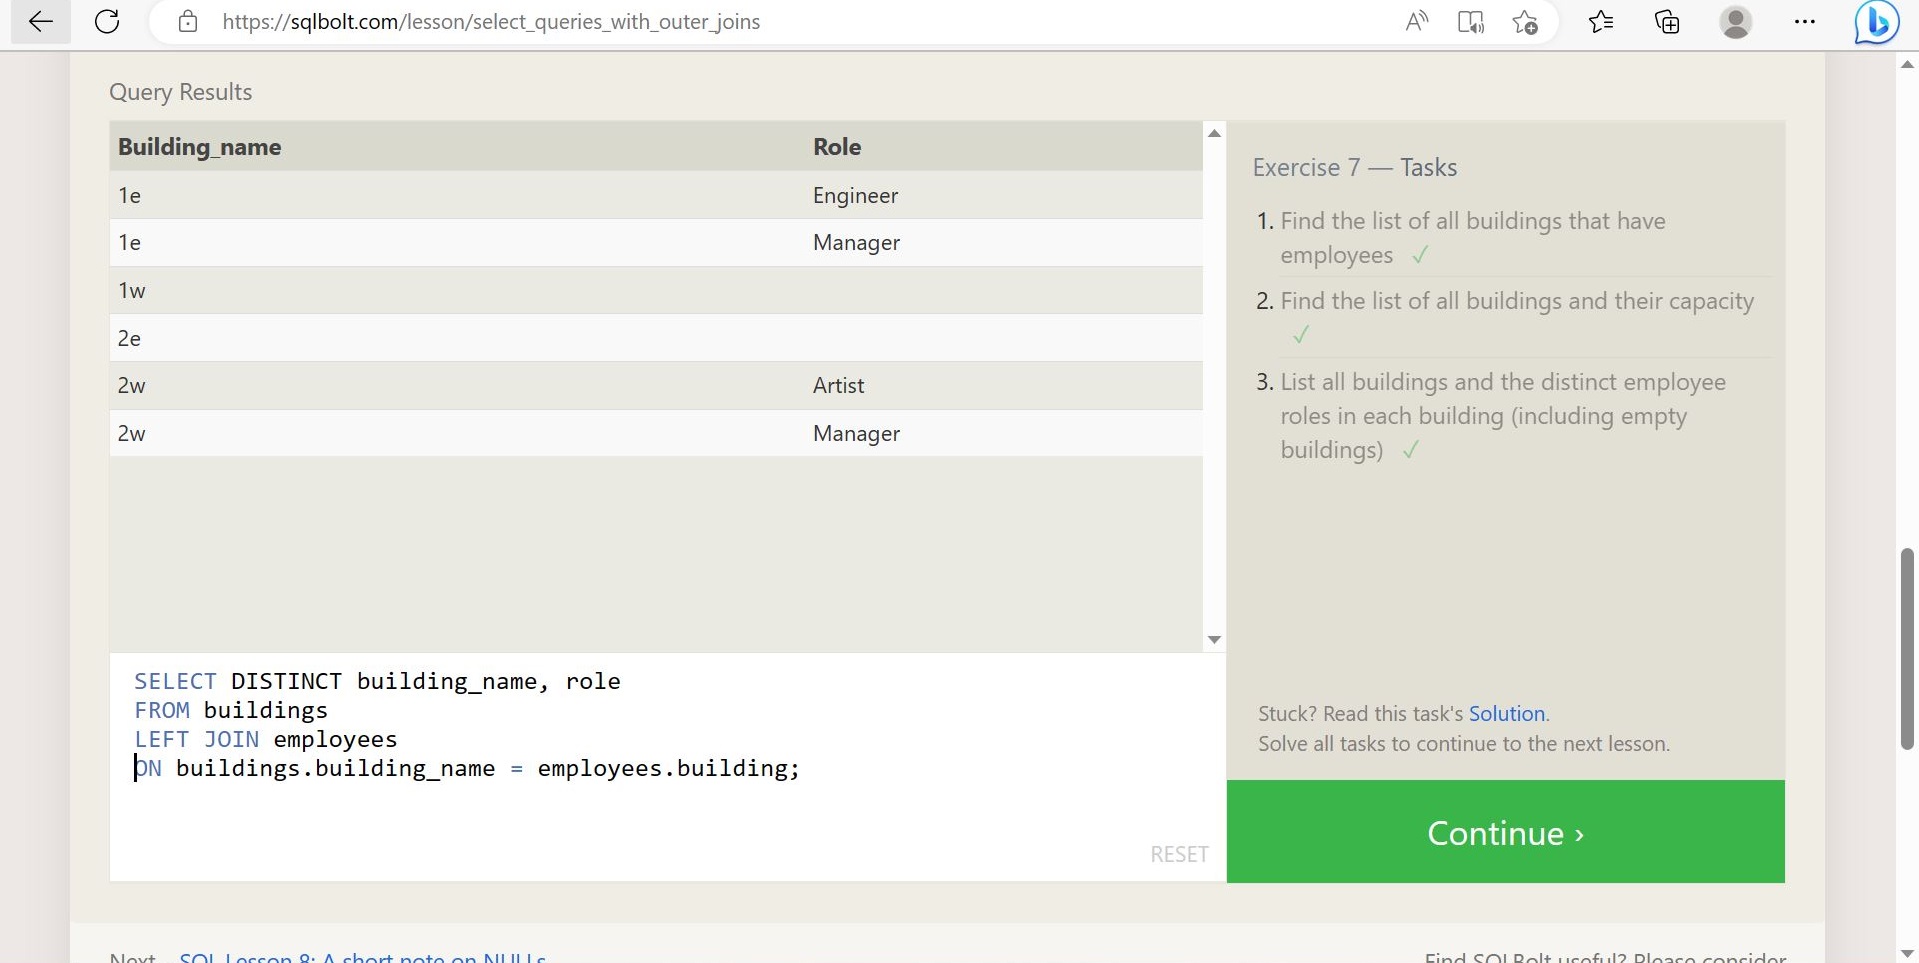 https://sqlbolt.com/lesson/select_queries_with_outer_joins
Query Results
Building_name Role
1e Engineer
1e Manager
1w
2e
2w Artist
2w Manager
SELECT DISTINCT building_name, role
FROM buildings
LEFT JOIN employees
ON buildings.building_name = employees.building;
RESET
Exercise 7 — Tasks
1. Find the list of all buildings that have
employees ✓
2. Find the list of all buildings and their capacity
✓
3. List all buildings and the distinct employee
roles in each building (including empty
buildings) ✓
Stuck? Read this task's Solution.
Solve all tasks to continue to the next lesson.
Continue ›
Next SQL Lesson 8: A short note on NULLs
Find SQLBolt useful? Please consider